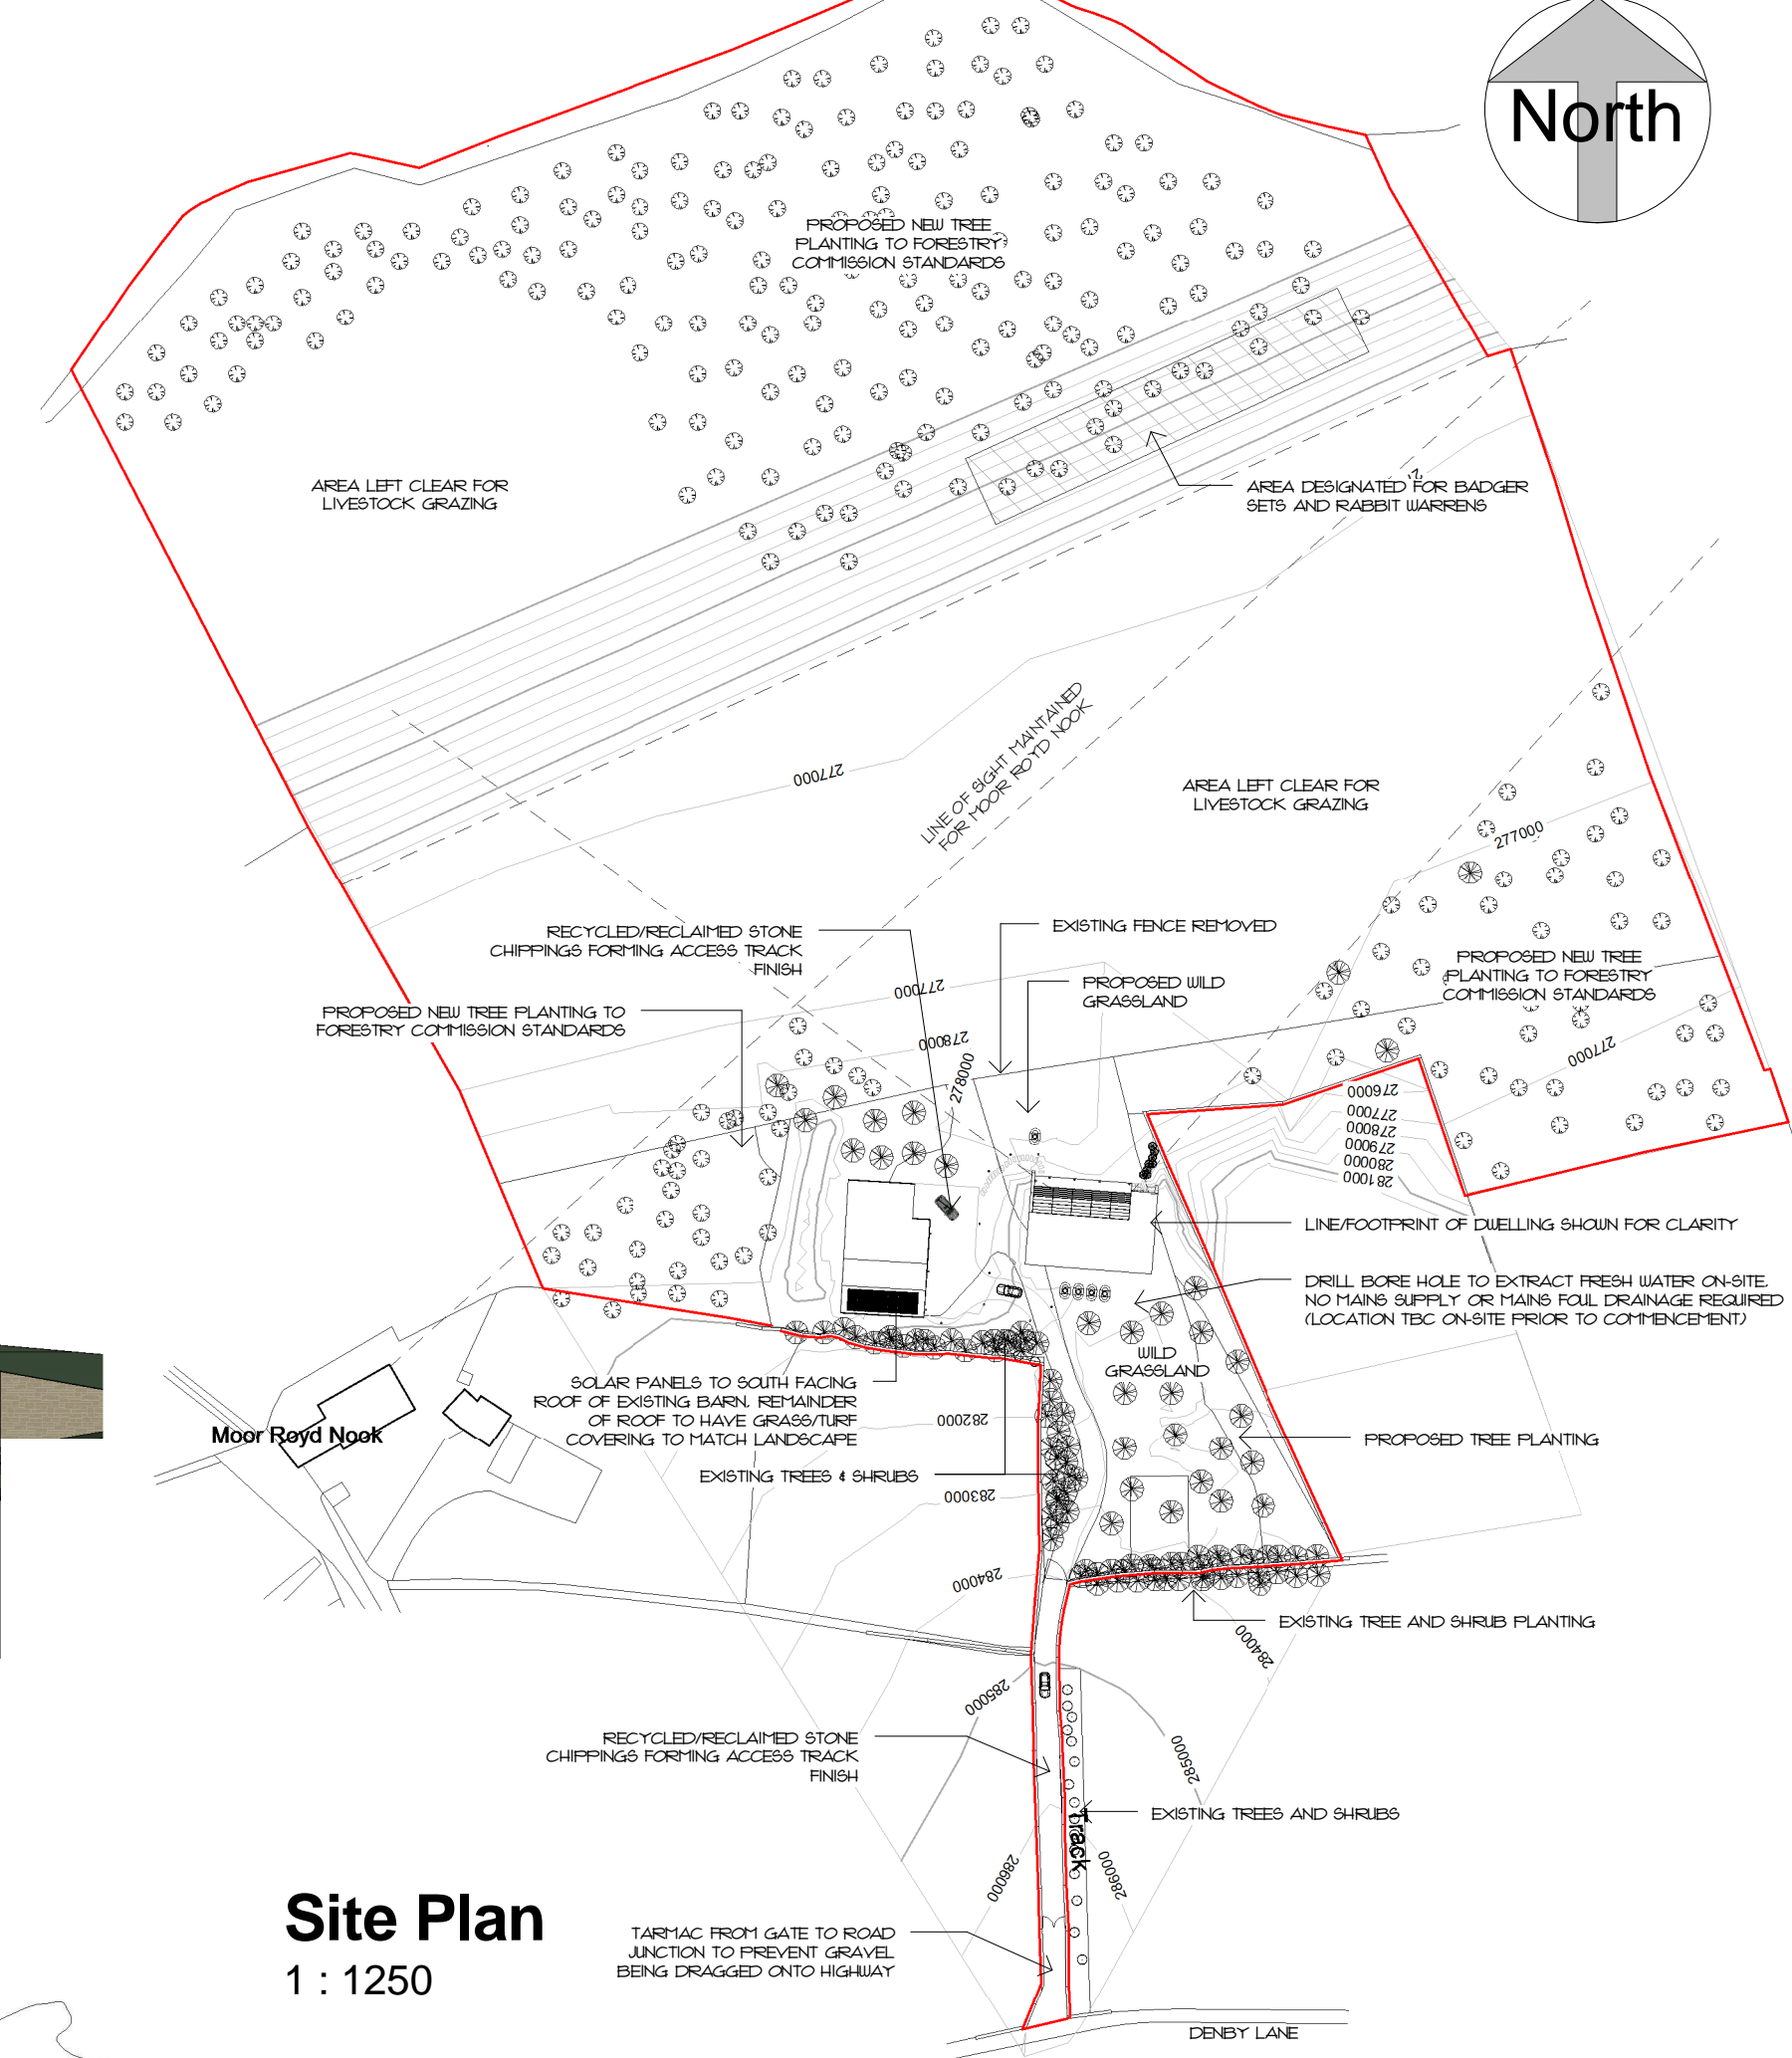 North
PROPOSED NEW TREE
PLANTING TO FORESTRY
COMMISSION STANDARDS
AREA LEFT CLEAR FOR
LIVESTOCK GRAZING
AREA DESIGNATED FOR BADGER
SETS AND RABBIT WARRENS
LINE OF SIGHT MAINTAINED
FOR MOOR ROYD NOOK
277000
AREA LEFT CLEAR FOR
LIVESTOCK GRAZING
277000
RECYCLED/RECLAIMED STONE
CHIPPINGS FORMING ACCESS TRACK
FINISH
EXISTING FENCE REMOVED
PROPOSED WILD
GRASSLAND
PROPOSED NEW TREE
PLANTING TO FORESTRY
COMMISSION STANDARDS
PROPOSED NEW TREE PLANTING TO
FORESTRY COMMISSION STANDARDS
277000
278000
278000
277000
276000
277000
278000
279000
280000
281000
LINE/FOOTPRINT OF DWELLING SHOWN FOR CLARITY
DRILL BORE HOLE TO EXTRACT FRESH WATER ON-SITE.
NO MAINS SUPPLY OR MAINS FOUL DRAINAGE REQUIRED
(LOCATION TBC ON-SITE PRIOR TO COMMENCEMENT)
WILD
GRASSLAND
SOLAR PANELS TO SOUTH FACING
ROOF OF EXISTING BARN. REMAINDER
OF ROOF TO HAVE GRASS/TURF
COVERING TO MATCH LANDSCAPE
Moor Royd Nook
282000
PROPOSED TREE PLANTING
EXISTING TREES & SHRUBS
283000
284000
EXISTING TREE AND SHRUB PLANTING
284000
285000
RECYCLED/RECLAIMED STONE
CHIPPINGS FORMING ACCESS TRACK
FINISH
285000
EXISTING TREES AND SHRUBS
Track
286000
286000
Site Plan
1 : 1250
TARMAC FROM GATE TO ROAD
JUNCTION TO PREVENT GRAVEL
BEING DRAGGED ONTO HIGHWAY
DENBY LANE